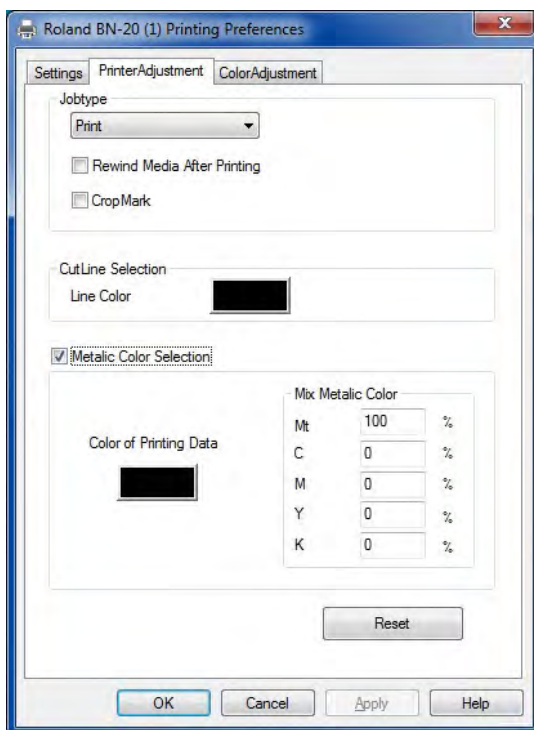 Roland BN-20 (1) Printing Preferences
X
Settings PrinterAdjustment ColorAdjustment
Jobtype
Print
Rewind Media After Printing
CropMark
CutLine Selection
Line Color
Metalic Color Selection
Mix Metalic Color
Mt 100 %
Color of Printing Data
C 0 %
M 0 %
Y 0 %
K 0 %
Reset
OK Cancel Apply Help